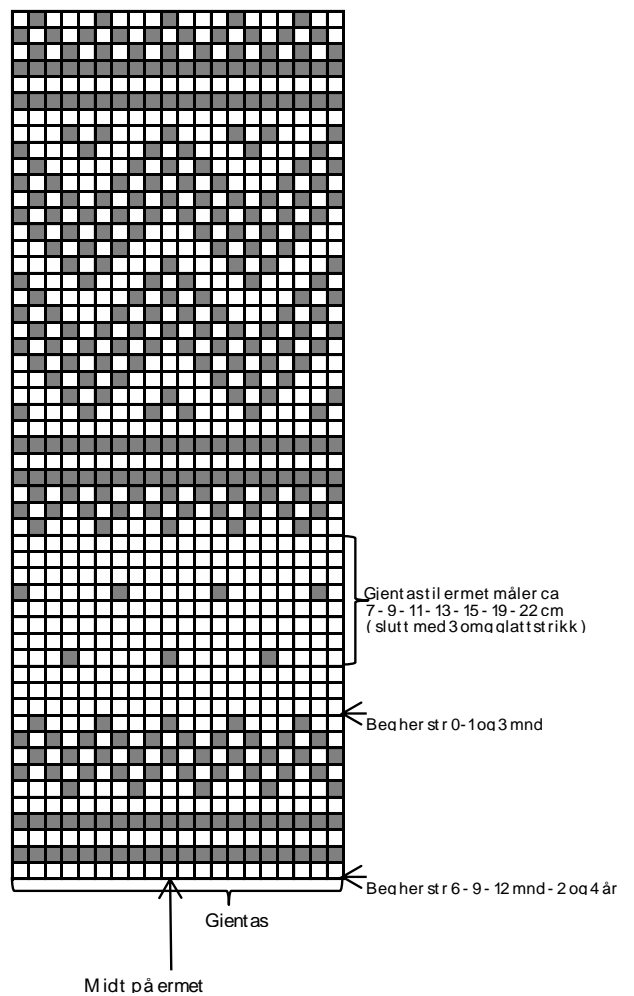 Gjentas til ermet måler ca
7 - 9 - 11 - 13 - 15 - 19 - 22 cm
( slutt med 3 omg glattstrikk )
Beg her str 0-1 og 3 mnd
Beg her str 6 - 9 - 12 mnd - 2 og 4 år
Gjentas
Midt på ermet